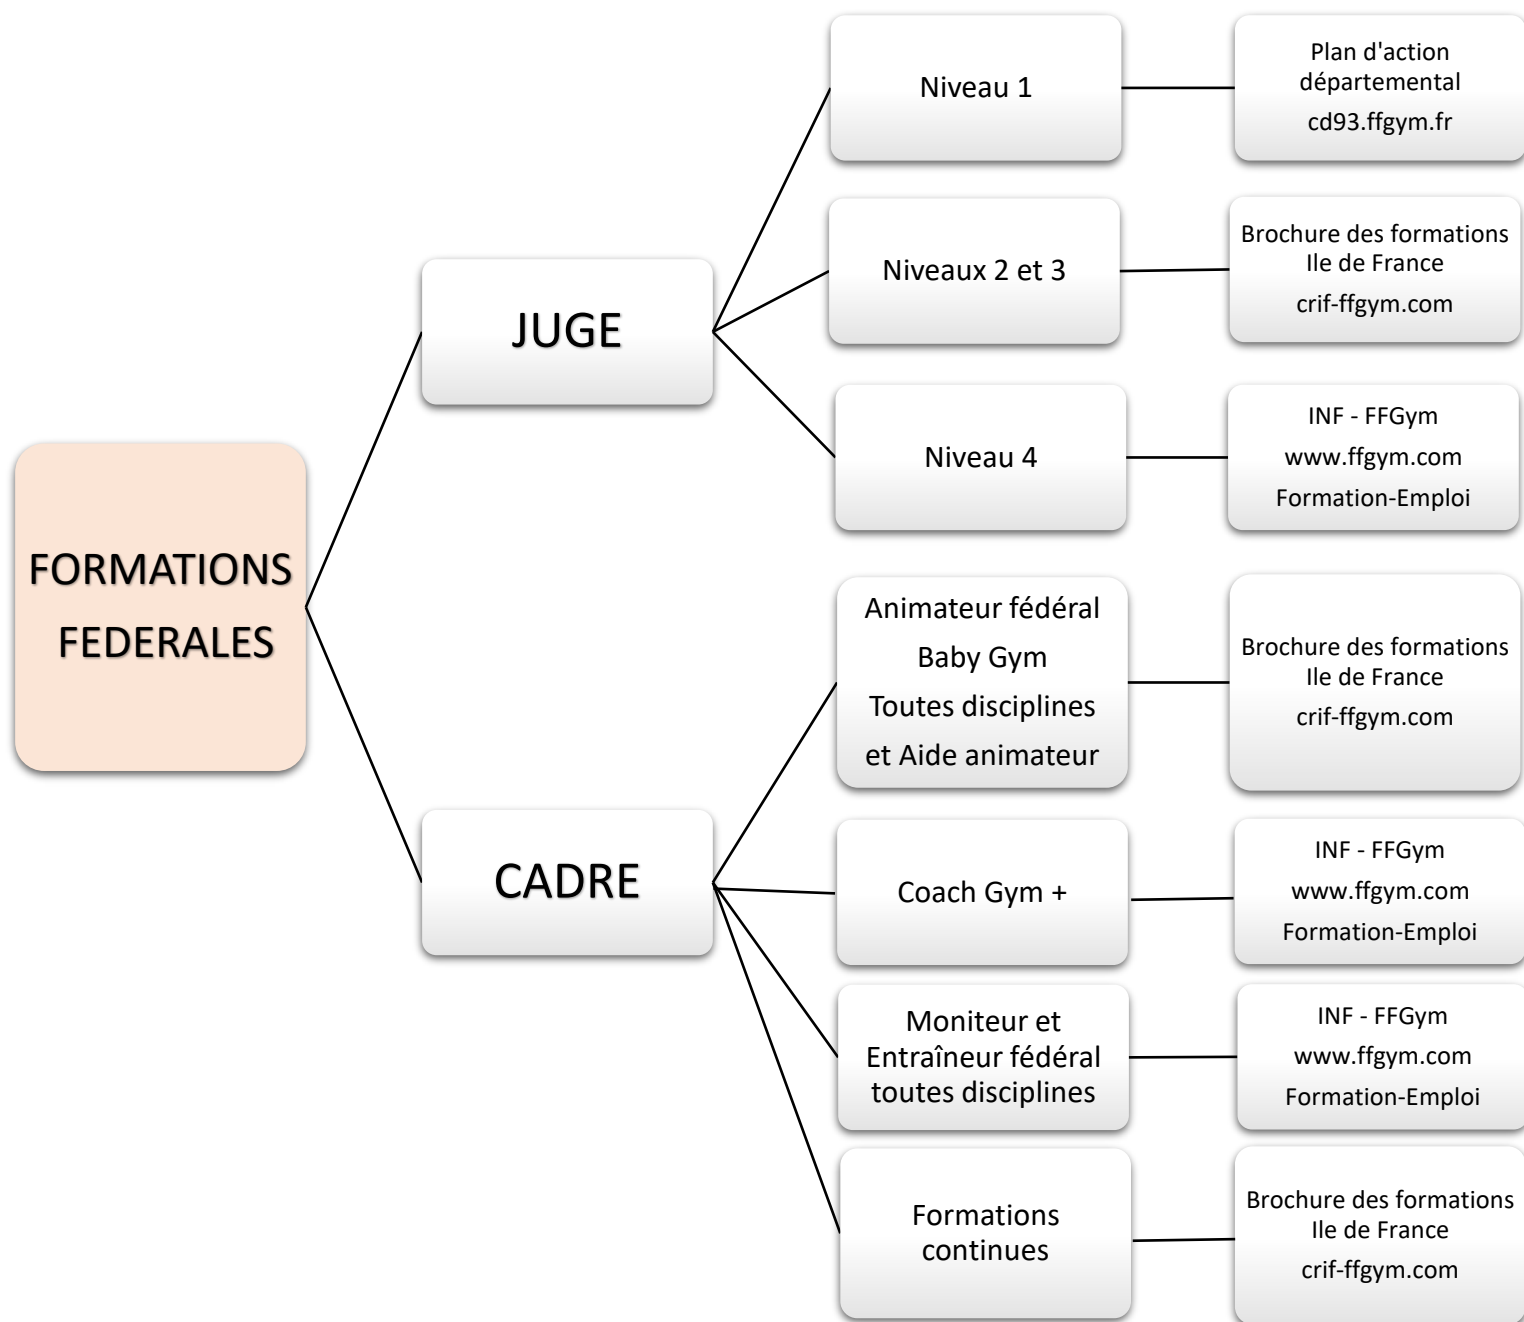 FORMATIONS
FEDERALES
JUGE
Niveau 1
Plan d'action
départemental
cd93.ffgym.fr
Niveaux 2 et 3
Brochure des formations
Ile de France
crif-ffgym.com
Niveau 4
INF - FFGym
www.ffgym.com
Formation-Emploi
CADRE
Animateur fédéral
Baby Gym
Toutes disciplines
et Aide animateur
Brochure des formations
Ile de France
crif-ffgym.com
Coach Gym +
INF - FFGym
www.ffgym.com
Formation-Emploi
Moniteur et
Entraîneur fédéral
toutes disciplines
INF - FFGym
www.ffgym.com
Formation-Emploi
Formations
continues
Brochure des formations
Ile de France
crif-ffgym.com